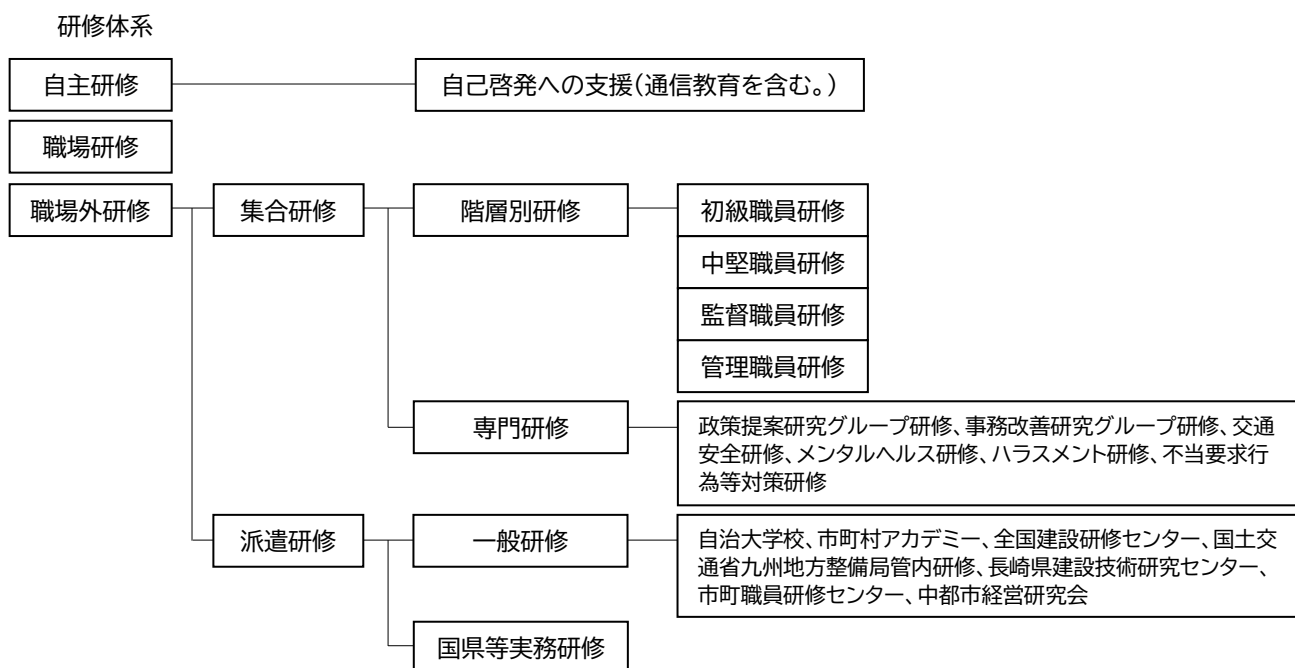 研修体系
自主研修
自己啓発への支援(通信教育を含む。)
職場研修
職場外研修
集合研修
階層別研修
初級職員研修
中堅職員研修
監督職員研修
管理職員研修
専門研修
政策提案研究グループ研修、事務改善研究グループ研修、交通
安全研修、メンタルヘルス研修、ハラスメント研修、不当要求行
為等対策研修
派遣研修
一般研修
自治大学校、市町村アカデミー、全国建設研修センター、国土交
通省九州地方整備局管内研修、長崎県建設技術研究センター、
市町職員研修センター、中都市経営研究会
国県等実務研修